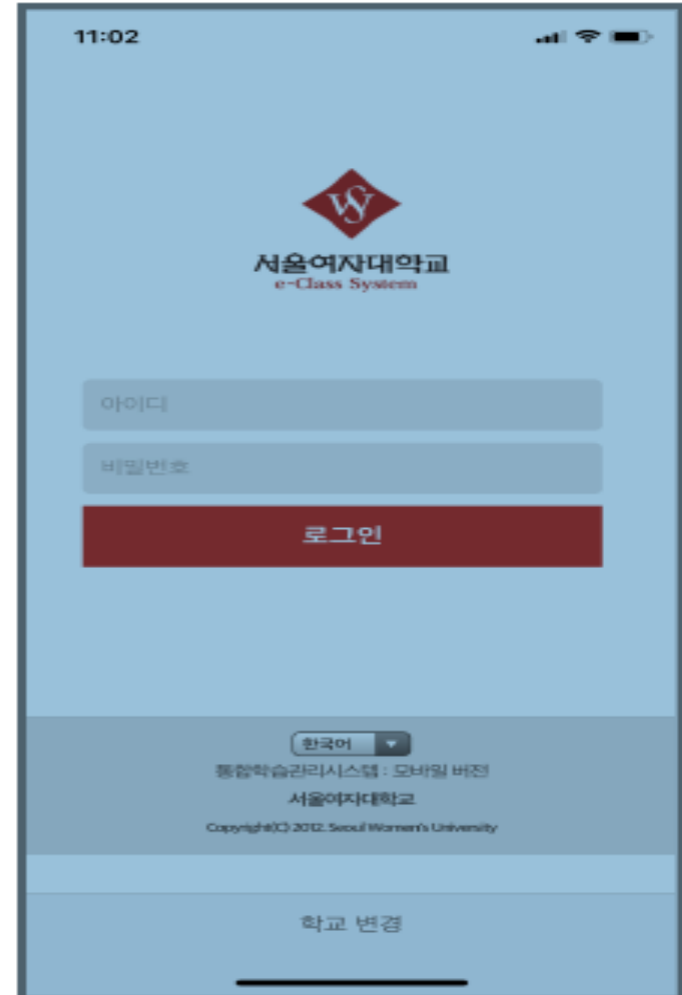 11:02
서울여자대학교
e-Class System
아이디
비밀번호
로그인
한국어
통합학습관리시스템 : 모바일 버전
서울여자대학교
Copyright(C) 2012. Seoul Women's University
학교 변경